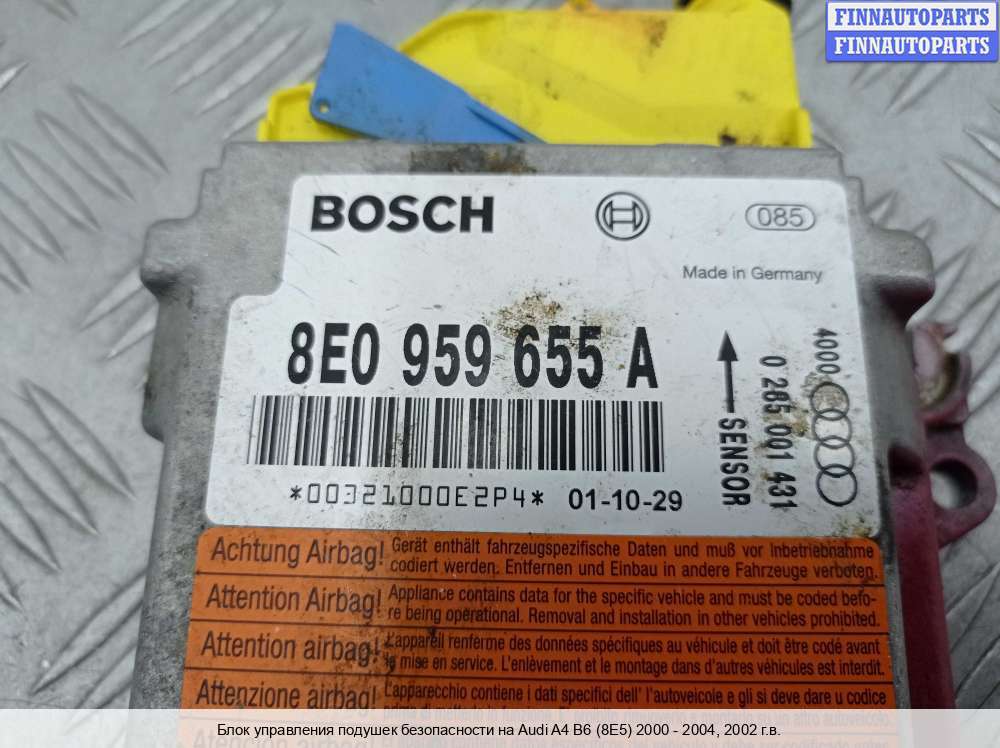 FINNAUTOPARTS
FINNAUTOPARTS
BOSCH
085
Made in Germany
8E0 959 655 A
SENSOR
0 285 001 431
4000
*00321000E2P4* 01-10-29
Achtung Airbag! Gerät enthält fahrzeugspezifische Daten und muß vor Inbetriebnahme
codiert werden. Entfernen und Einbau in andere Fahrzeuge verboten.
Attention Airbag! Appliance contains data for the specific vehicle and must be coded befo-
re being operational. Removal and installation in other vehicles prohibited.
Attention airbag! L'appareil renferme des données spécifiques au véhicule et doit être codé avant
le mise en service. L'enlèvement et le montage dans d'autres véhicules est interdit.
Attenzione airbag! L'apparecchio contiene i dati specifici dell' l'autoveicole e gli si deve dare u codice
Блок управления подушек безопасности на Audi A4 B6 (8E5) 2000 - 2004, 2002 г.в.